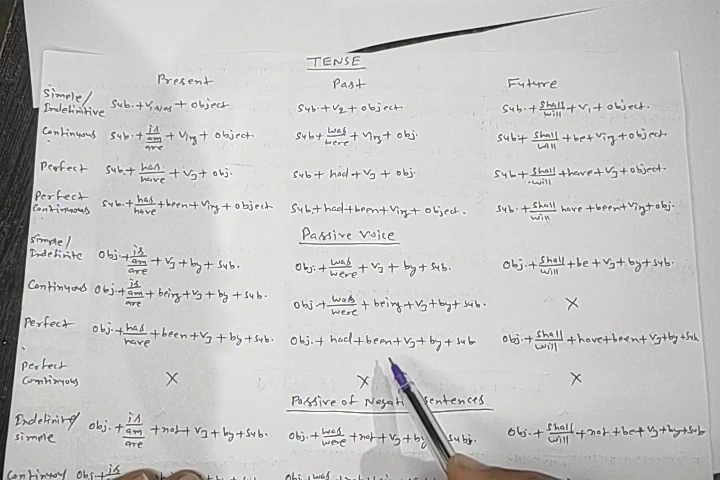 TENSE
Present Past Future
Simple/ Indefinitive Sub.+V1/s/es+object Sub.+V2+object Sub.+shall/will+V1+object.
Continuous Sub.+is/am/are+Ving+object. Sub+was/were+Ving+obj. Sub+shall/will+be+Ving+object
Perfect Sub.+has/have+V3+obj. Sub+had+V3+obj. Sub+shall/will+have+V3+object.
Perfect Continuous Sub.+has/have+been+Ving+object Sub+had+been+Ving+object. Sub.+shall/will have+been+Ving+obj.
Passive Voice
Simple/ Indefinite Obj.+is/am/are+V3+by+sub. Obj.+was/were+V3+by+sub. Obj.+shall/will+be+V3+by+sub.
Continuous Obj.+is/am/are+being+V3+by+sub. Obj+was/were+being+V3+by+sub. X
Perfect Obj.+has/have+been+V3+by+sub. Obj.+had+been+V3+by+sub Obj.+shall/will+have+been+V3+by+sub
Perfect Continuous X X X
Passive of Sentences
Indefinite/ simple Obj.+is/am/are+not+V3+by+sub. Obj.+was/were+not+V3+by Obj.+shall/will+not+be+V3+by+sub
Obj+is Obj. was